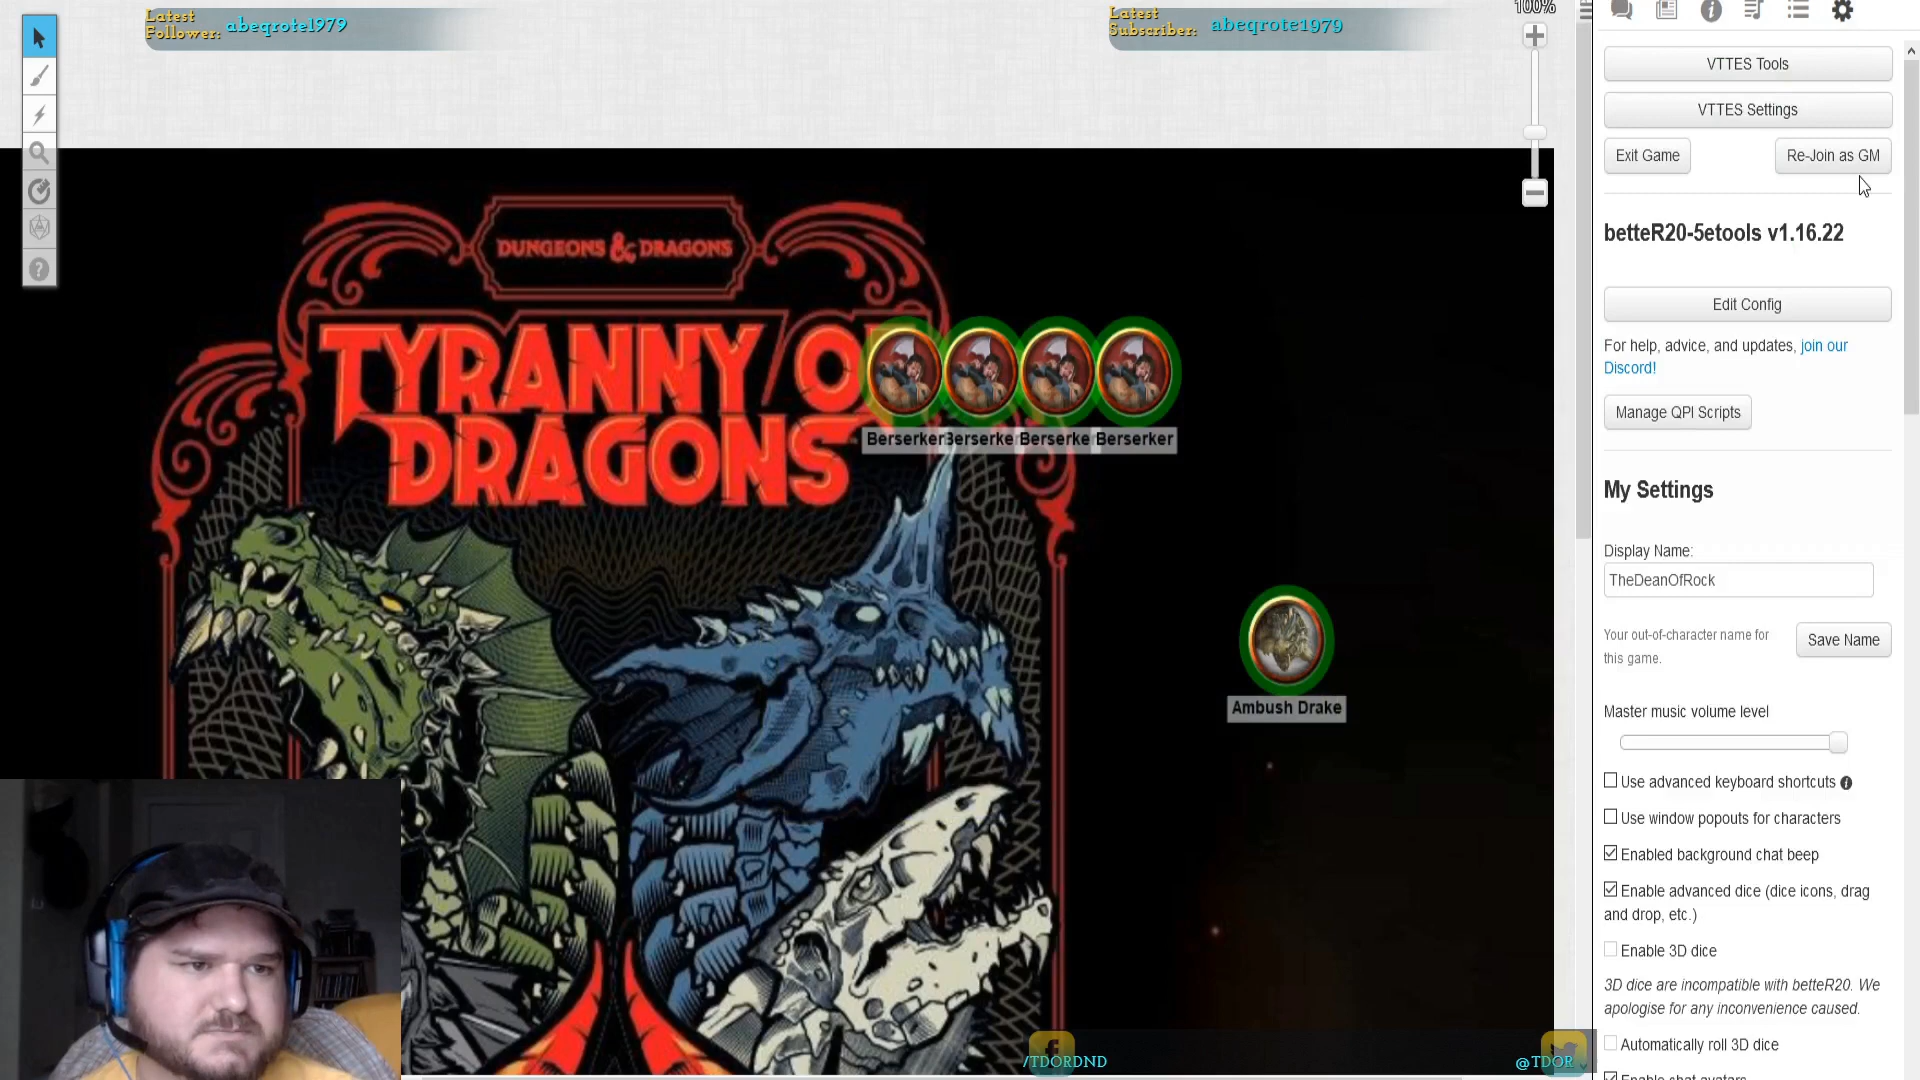 Latest
Follower: abeqrote1979
Latest
Subscriber: abeqrote1979
100%
VTTES Tools
VTTES Settings
Exit Game
Re-Join as GM
betteR20-5etools v1.16.22
Edit Config
For help, advice, and updates, join our
Discord!
Manage QPI Scripts
My Settings
Display Name:
TheDeanOfRock
Your out-of-character name for
this game.
Save Name
Master music volume level
Use advanced keyboard shortcuts
Use window popouts for characters
Enabled background chat beep
Enable advanced dice (dice icons, drag
and drop, etc.)
Enable 3D dice
3D dice are incompatible with betteR20. We
apologise for any inconvenience caused.
Automatically roll 3D dice
Enable chat avatars
DUNGEONS & DRAGONS
TYRANNY O
DRAGONS
Berserker Berserke Berserke Berserker
Ambush Drake
/TDORDND
@TDOR